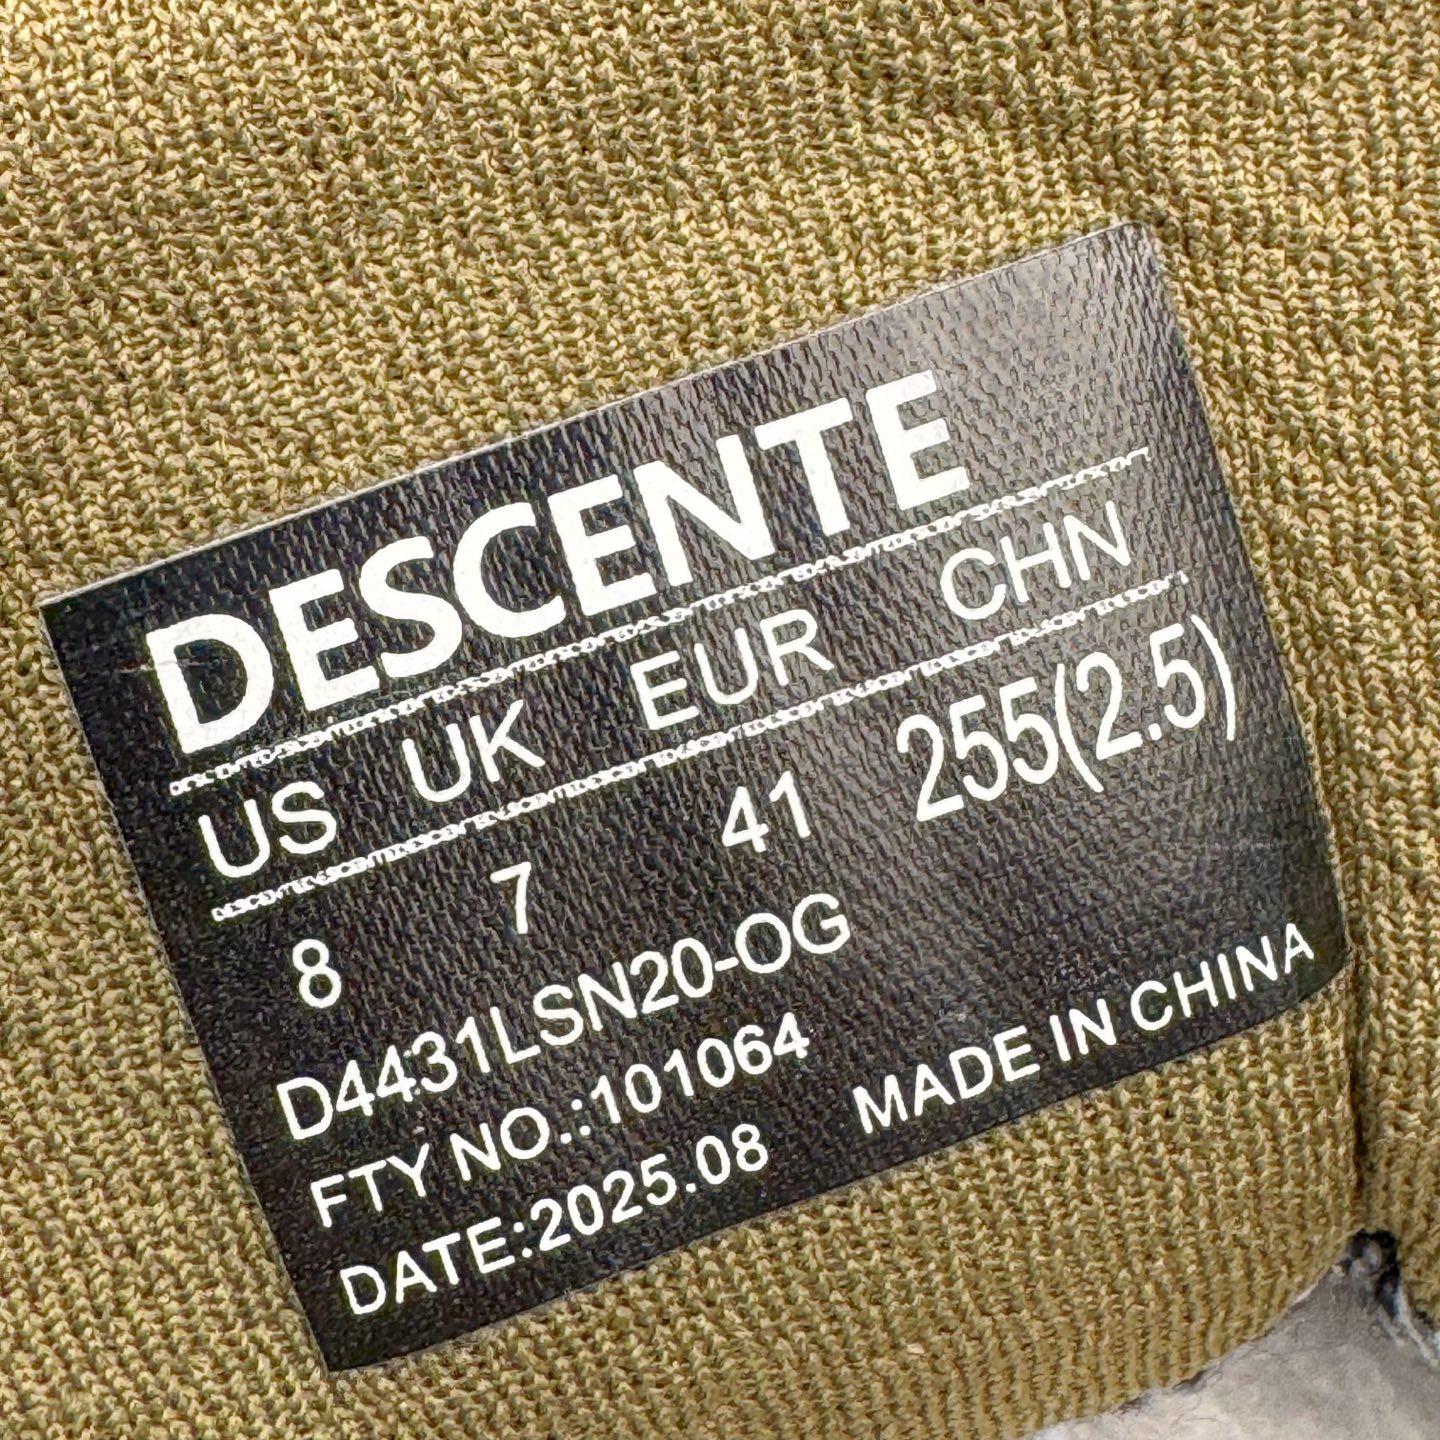 DESCENTE
US UK EUR CHN
8 7 41 255(2.5)
D4431LSN20-OG
FTY NO.:101064
DATE:2025.08 MADE IN CHINA